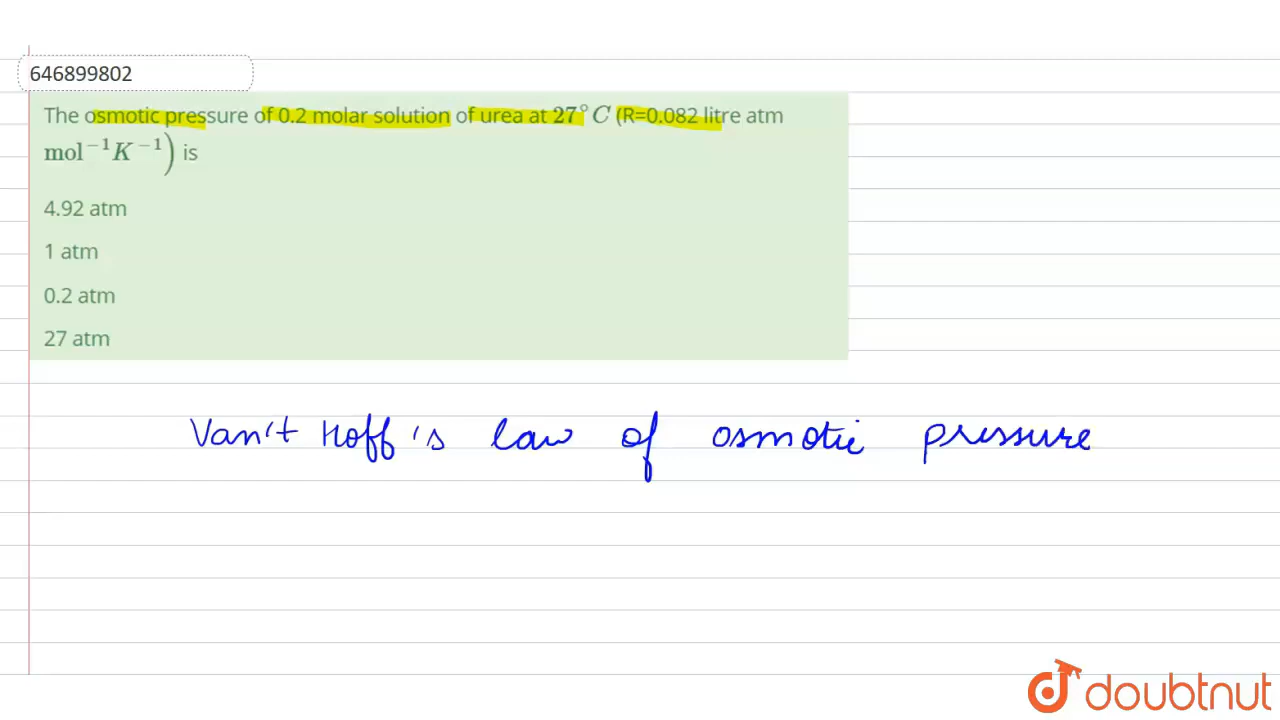 646899802
The osmotic pressure of 0.2 molar solution of urea at 27°C (R=0.082 litre atm
mol⁻¹K⁻¹) is
4.92 atm
1 atm
0.2 atm
27 atm
Van't Hoff's law of osmotic pressure
doubtnut